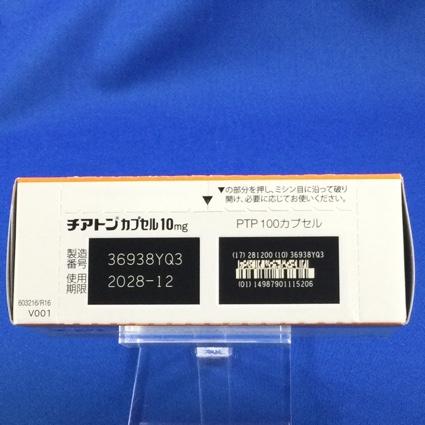 ▼の部分を押し、ミシン目に沿って破り
開け、必要に応じてお使いください。
チアトンカプセル10mg
PTP 100カプセル
製造番号 36938YQ3
使用期限 2028-12
(17) 281200 (10) 36938YQ3
(01) 14987901115206
603216/R16
V001